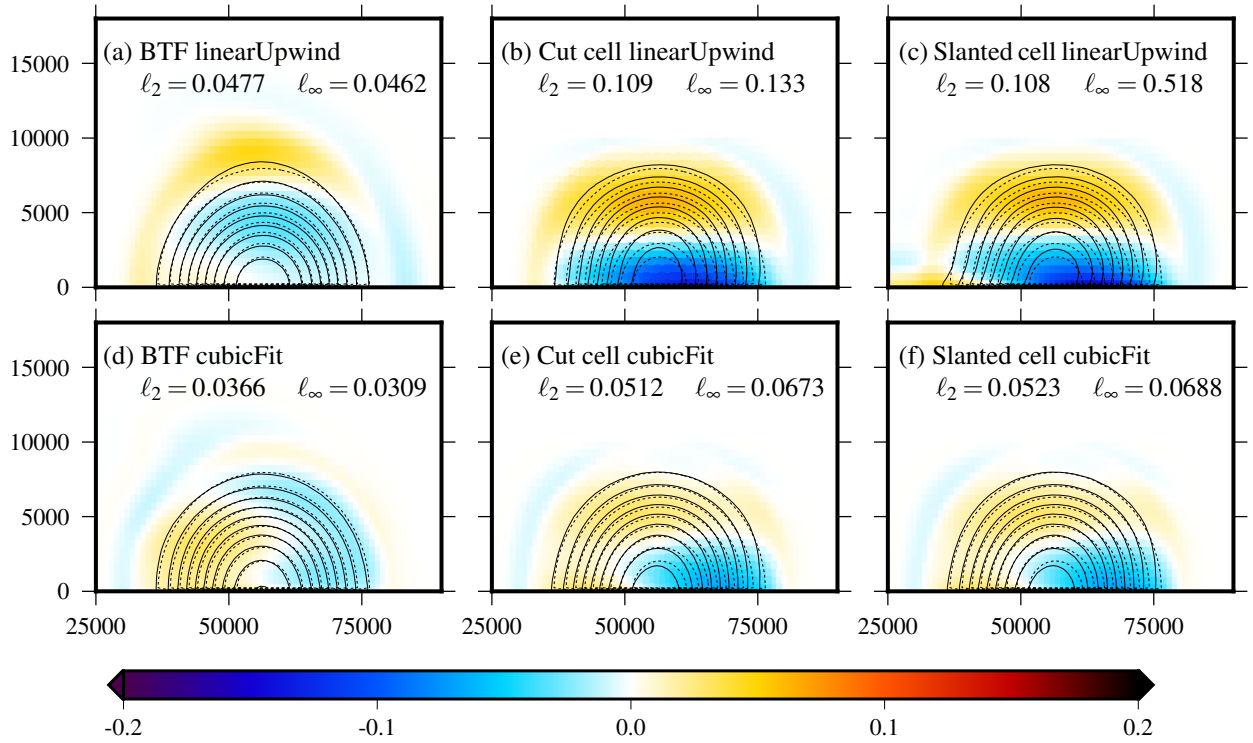 (a) BTF linearUpwind
ℓ₂ = 0.0477 ℓ∞ = 0.0462
(b) Cut cell linearUpwind
ℓ₂ = 0.109 ℓ∞ = 0.133
(c) Slanted cell linearUpwind
ℓ₂ = 0.108 ℓ∞ = 0.518
15000
10000
5000
0
(d) BTF cubicFit
ℓ₂ = 0.0366 ℓ∞ = 0.0309
(e) Cut cell cubicFit
ℓ₂ = 0.0512 ℓ∞ = 0.0673
(f) Slanted cell cubicFit
ℓ₂ = 0.0523 ℓ∞ = 0.0688
15000
10000
5000
0
25000 50000 75000
25000 50000 75000
25000 50000 75000
-0.2 -0.1 0.0 0.1 0.2